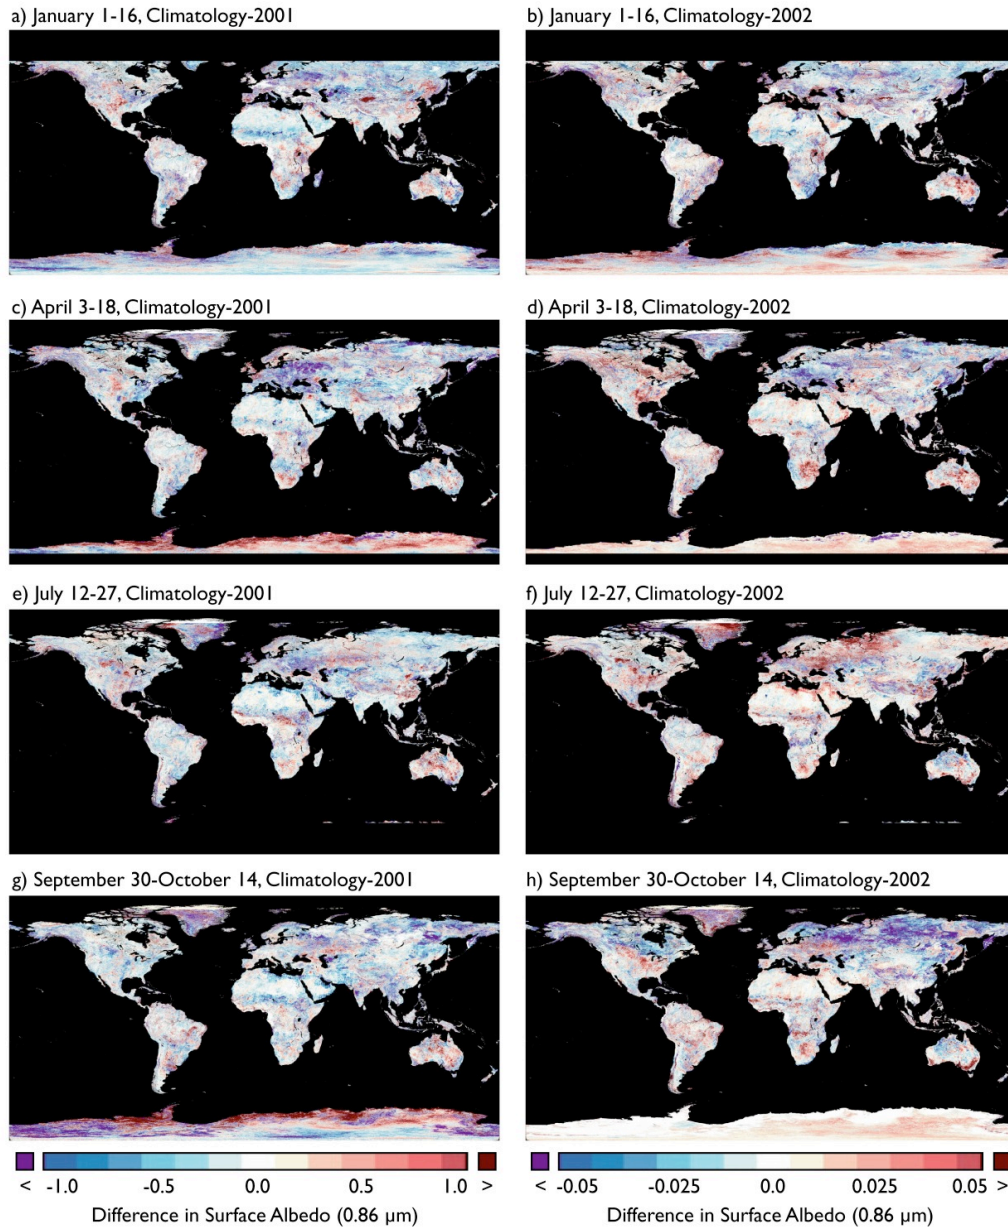 a) January 1-16, Climatology-2001
b) January 1-16, Climatology-2002
c) April 3-18, Climatology-2001
d) April 3-18, Climatology-2002
e) July 12-27, Climatology-2001
f) July 12-27, Climatology-2002
g) September 30-October 14, Climatology-2001
h) September 30-October 14, Climatology-2002
< -1.0 -0.5 0.0 0.5 1.0 >
Difference in Surface Albedo (0.86 μm)
< -0.05 -0.025 0.0 0.025 0.05 >
Difference in Surface Albedo (0.86 μm)